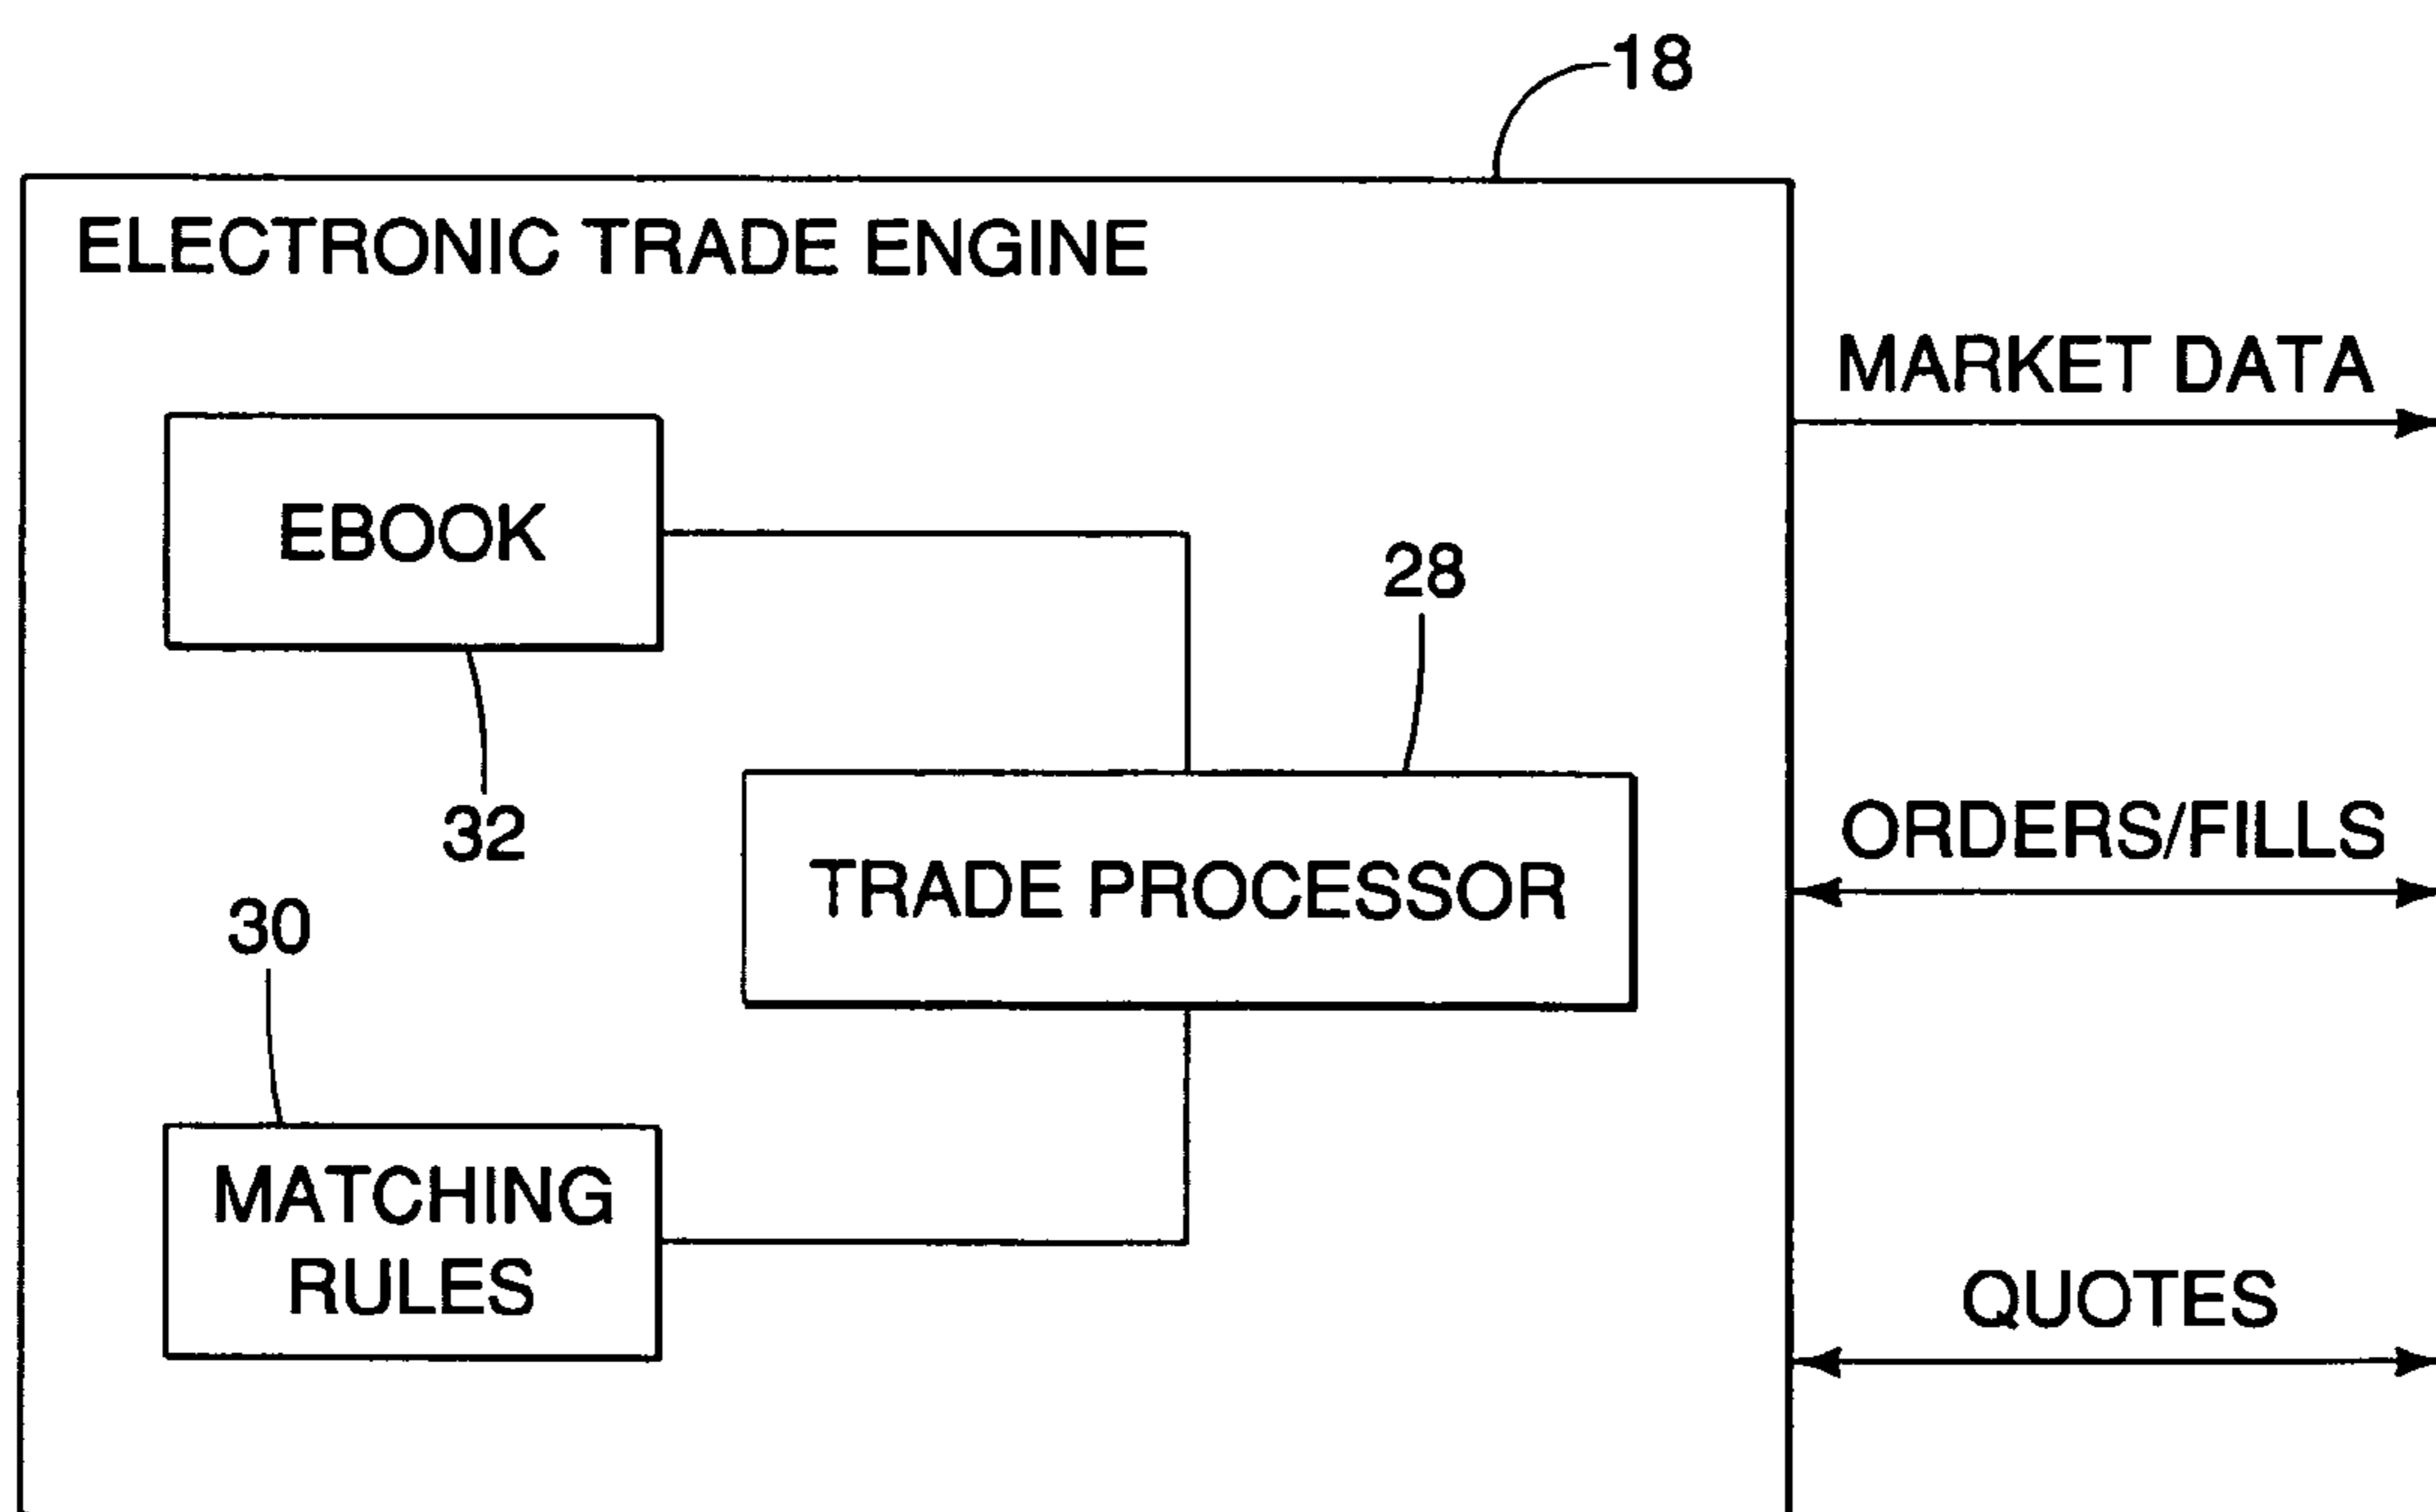 18
ELECTRONIC TRADE ENGINE
MARKET DATA
EBOOK
28
32
ORDERS/FILLS
TRADE PROCESSOR
30
MATCHING
RULES
QUOTES